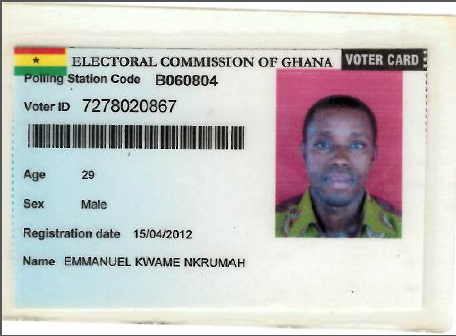 ELECTORAL COMMISSION OF GHANA VOTER CARD
Polling Station Code B060804
Voter ID 7278020867
Age 29
Sex Male
Registration date 15/04/2012
Name EMMANUEL KWAME NKRUMAH